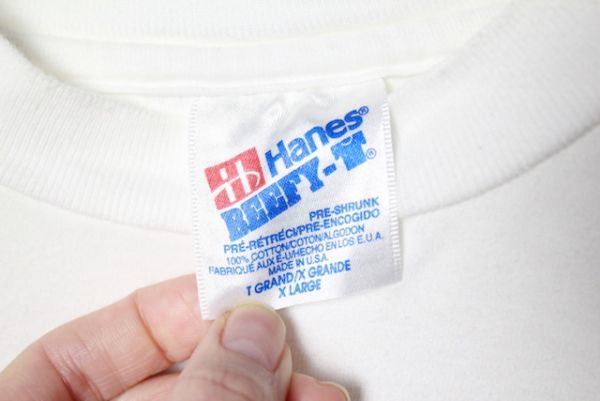 Hanes®
BEEFY-T®
PRE-SHRUNK
PRÉ-RÉTRÉCI/PRE-ENCOGIDO
100% COTTON/COTON/ALGODON
FABRIQUE AUX E-U/HECHO EN LOS E.U.A.
MADE IN U.S.A.
T GRAND/X GRANDE
X LARGE